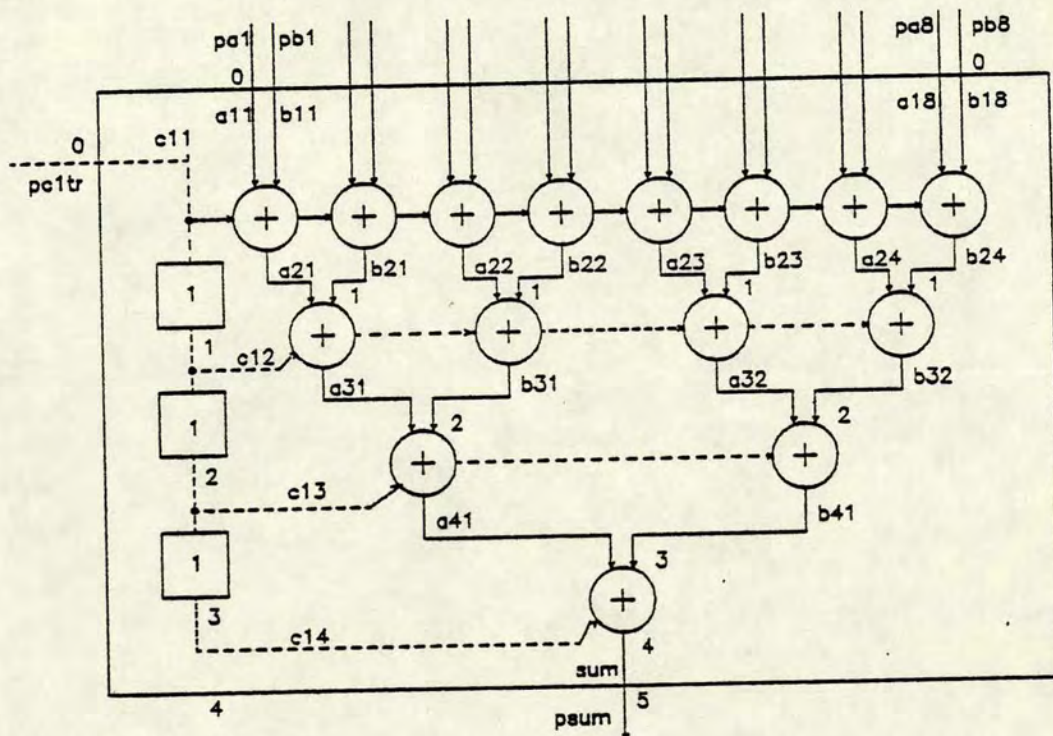 pa1 pb1 pa8 pb8
0 0
a11 b11 a18 b18
0 c11
pc1tr
+ + + + + + + +
a21 b21 a22 b22 a23 b23 a24 b24
1 1 1 1 1
+ + + +
1 c12
a31 b31 a32 b32
1 2 2
+ +
2 c13
a41 b41
1 3
+
3 c14 4
sum
4 5
psum